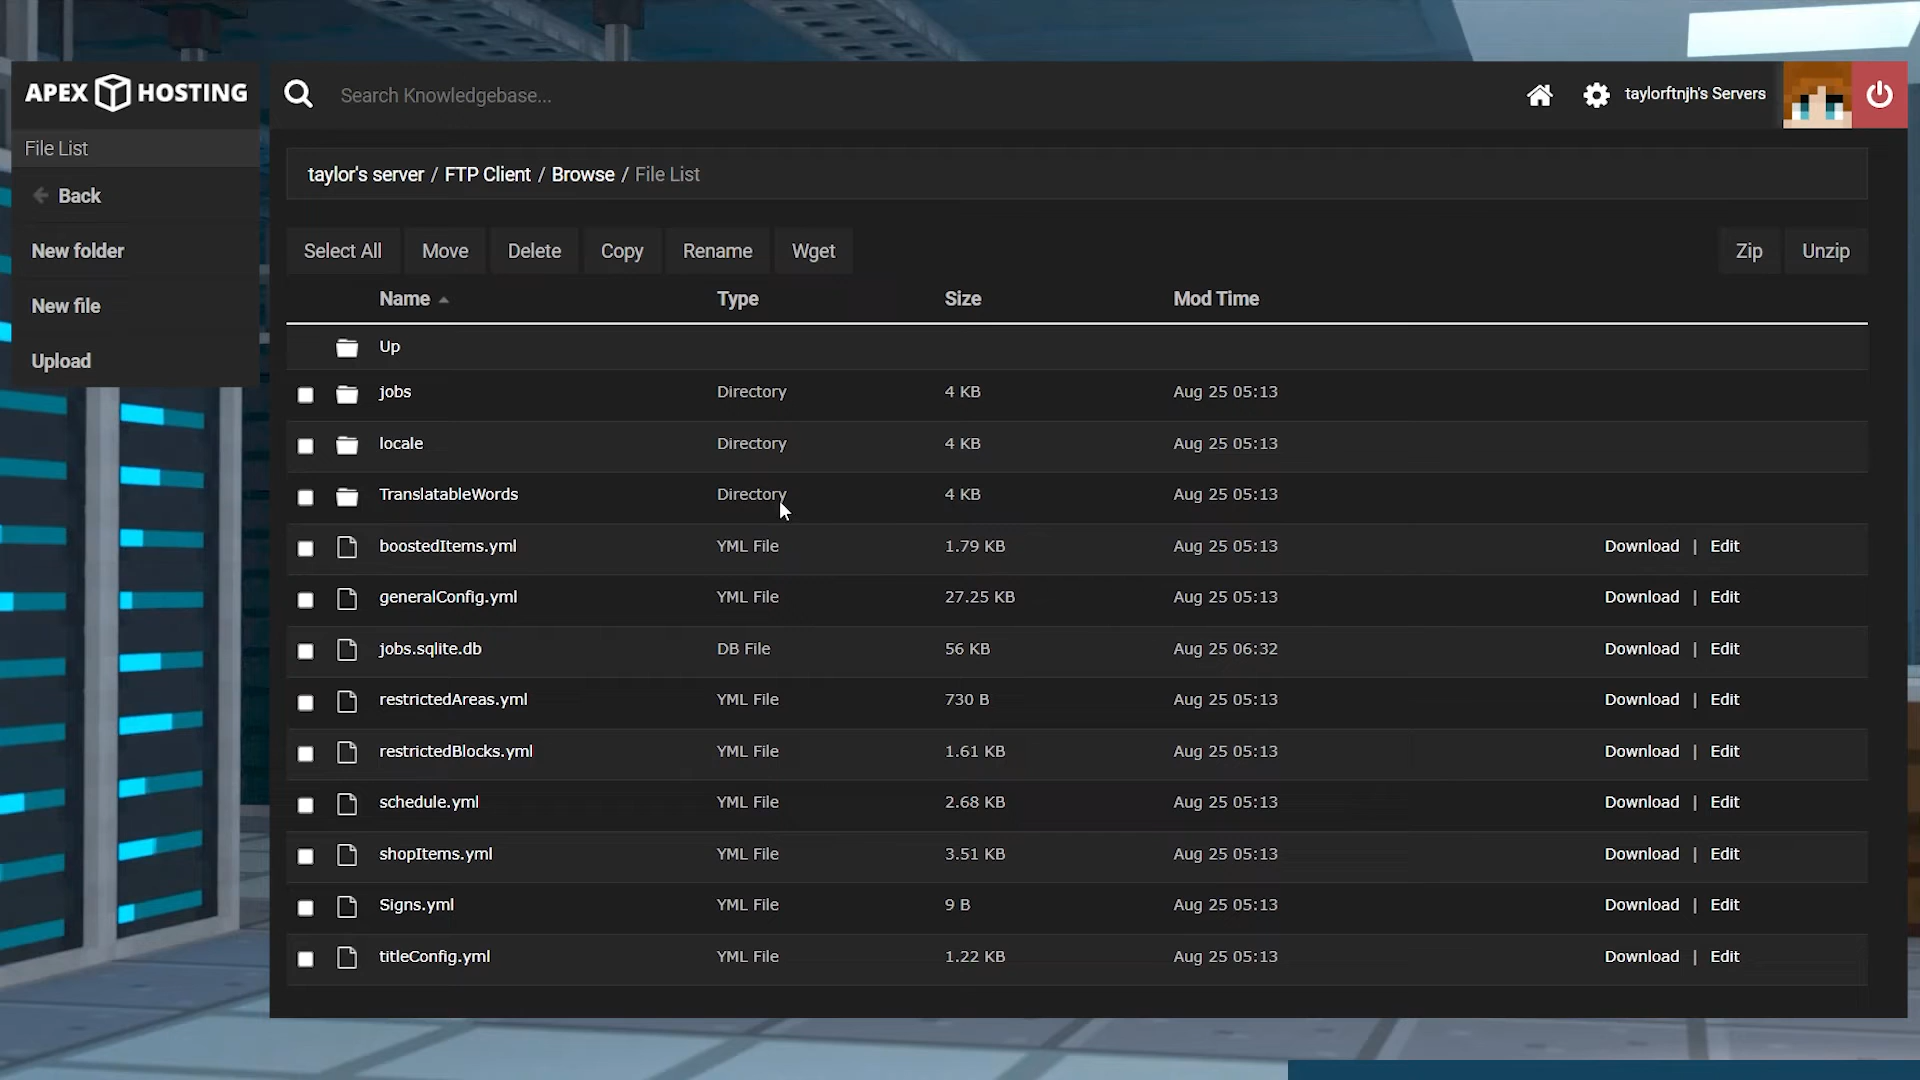 APEX HOSTING
Search Knowledgebase...
taylorftnjh's Servers
File List
Back
New folder
New file
Upload
taylor's server / FTP Client / Browse / File List
Select All Move Delete Copy Rename Wget Zip Unzip
Name Type Size Mod Time
Up
jobs Directory 4 KB Aug 25 05:13
locale Directory 4 KB Aug 25 05:13
TranslatableWords Directory 4 KB Aug 25 05:13
boostedItems.yml YML File 1.79 KB Aug 25 05:13 Download | Edit
generalConfig.yml YML File 27.25 KB Aug 25 05:13 Download | Edit
jobs.sqlite.db DB File 56 KB Aug 25 06:32 Download | Edit
restrictedAreas.yml YML File 730 B Aug 25 05:13 Download | Edit
restrictedBlocks.yml YML File 1.61 KB Aug 25 05:13 Download | Edit
schedule.yml YML File 2.68 KB Aug 25 05:13 Download | Edit
shopItems.yml YML File 3.51 KB Aug 25 05:13 Download | Edit
Signs.yml YML File 9 B Aug 25 05:13 Download | Edit
titleConfig.yml YML File 1.22 KB Aug 25 05:13 Download | Edit